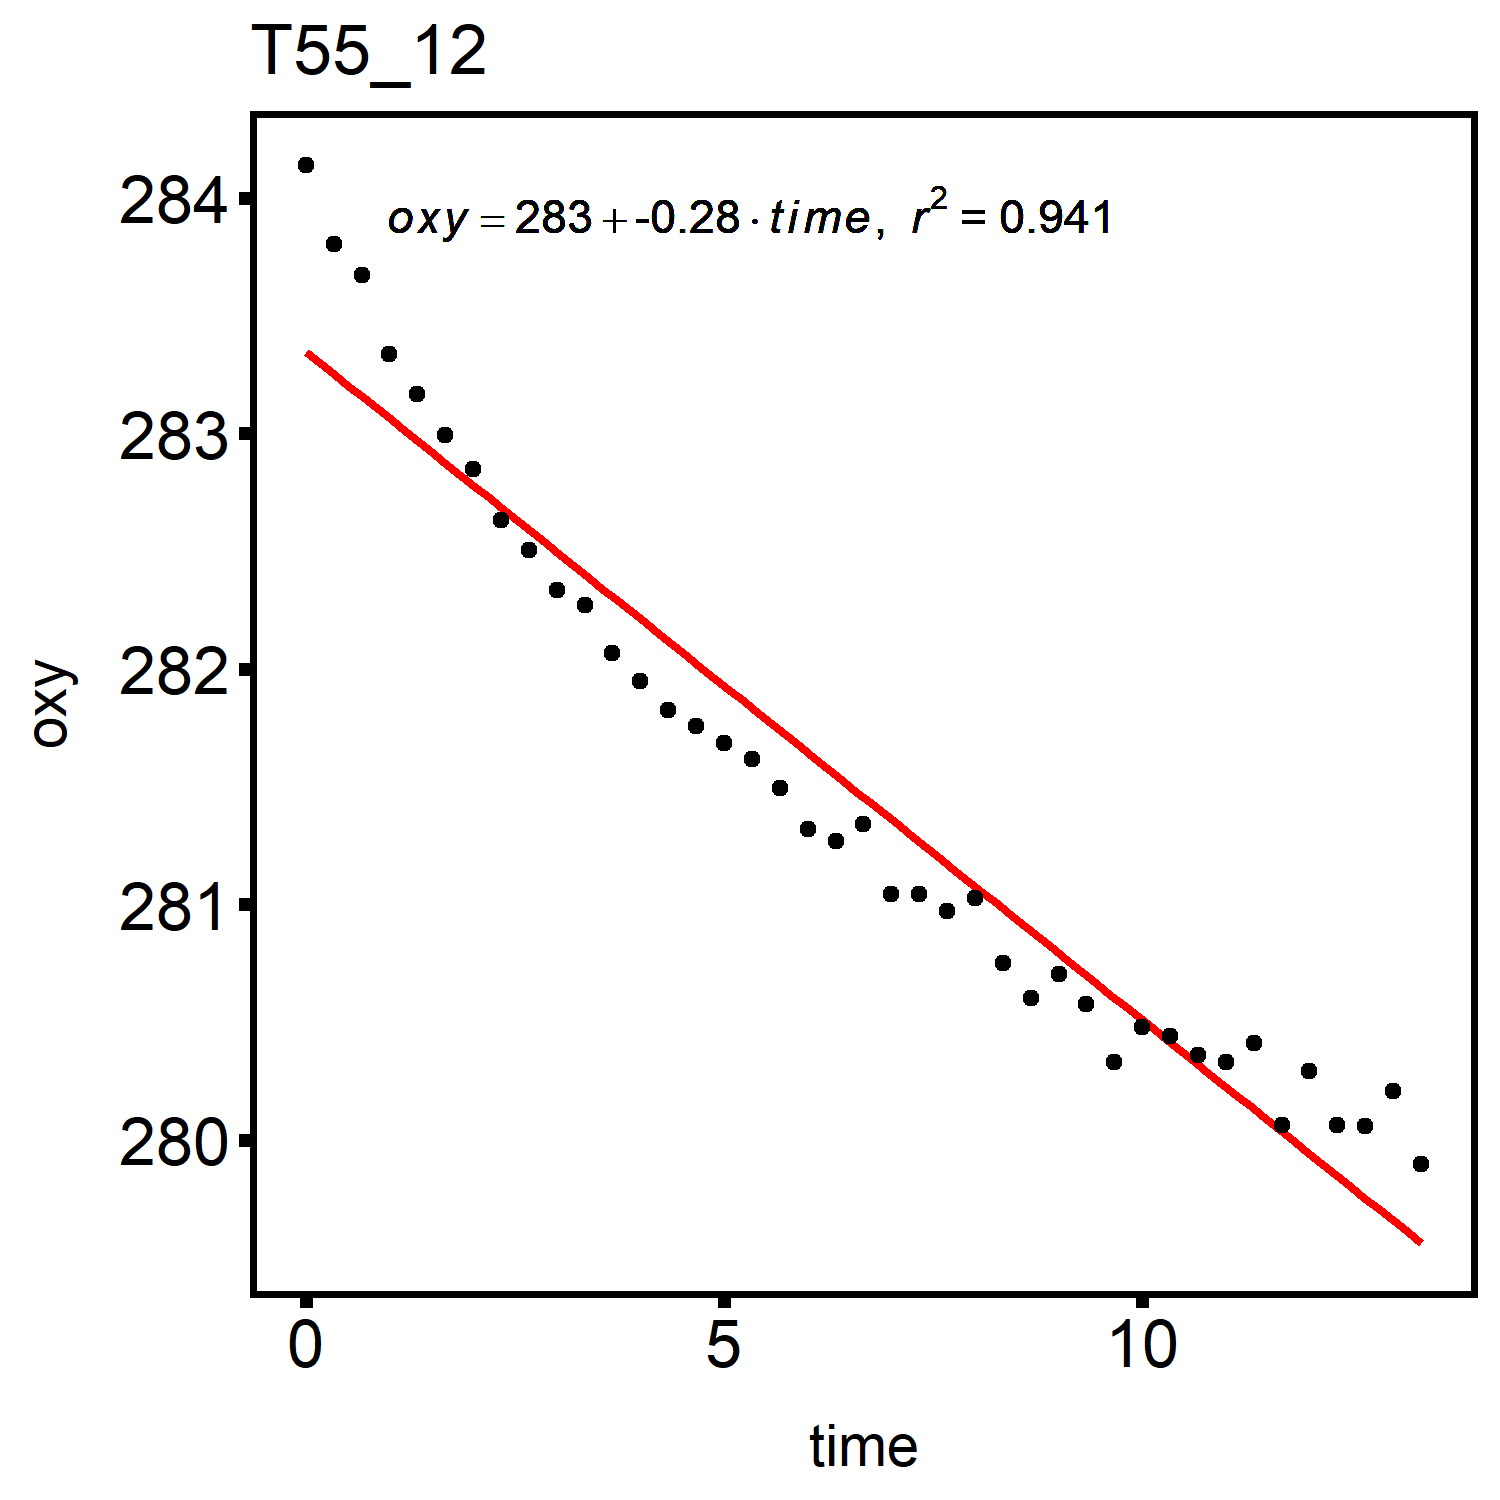 T55_12
oxy = 283 + -0.28 · time, r² = 0.941
284
283
282
281
280
oxy
0 5 10
time